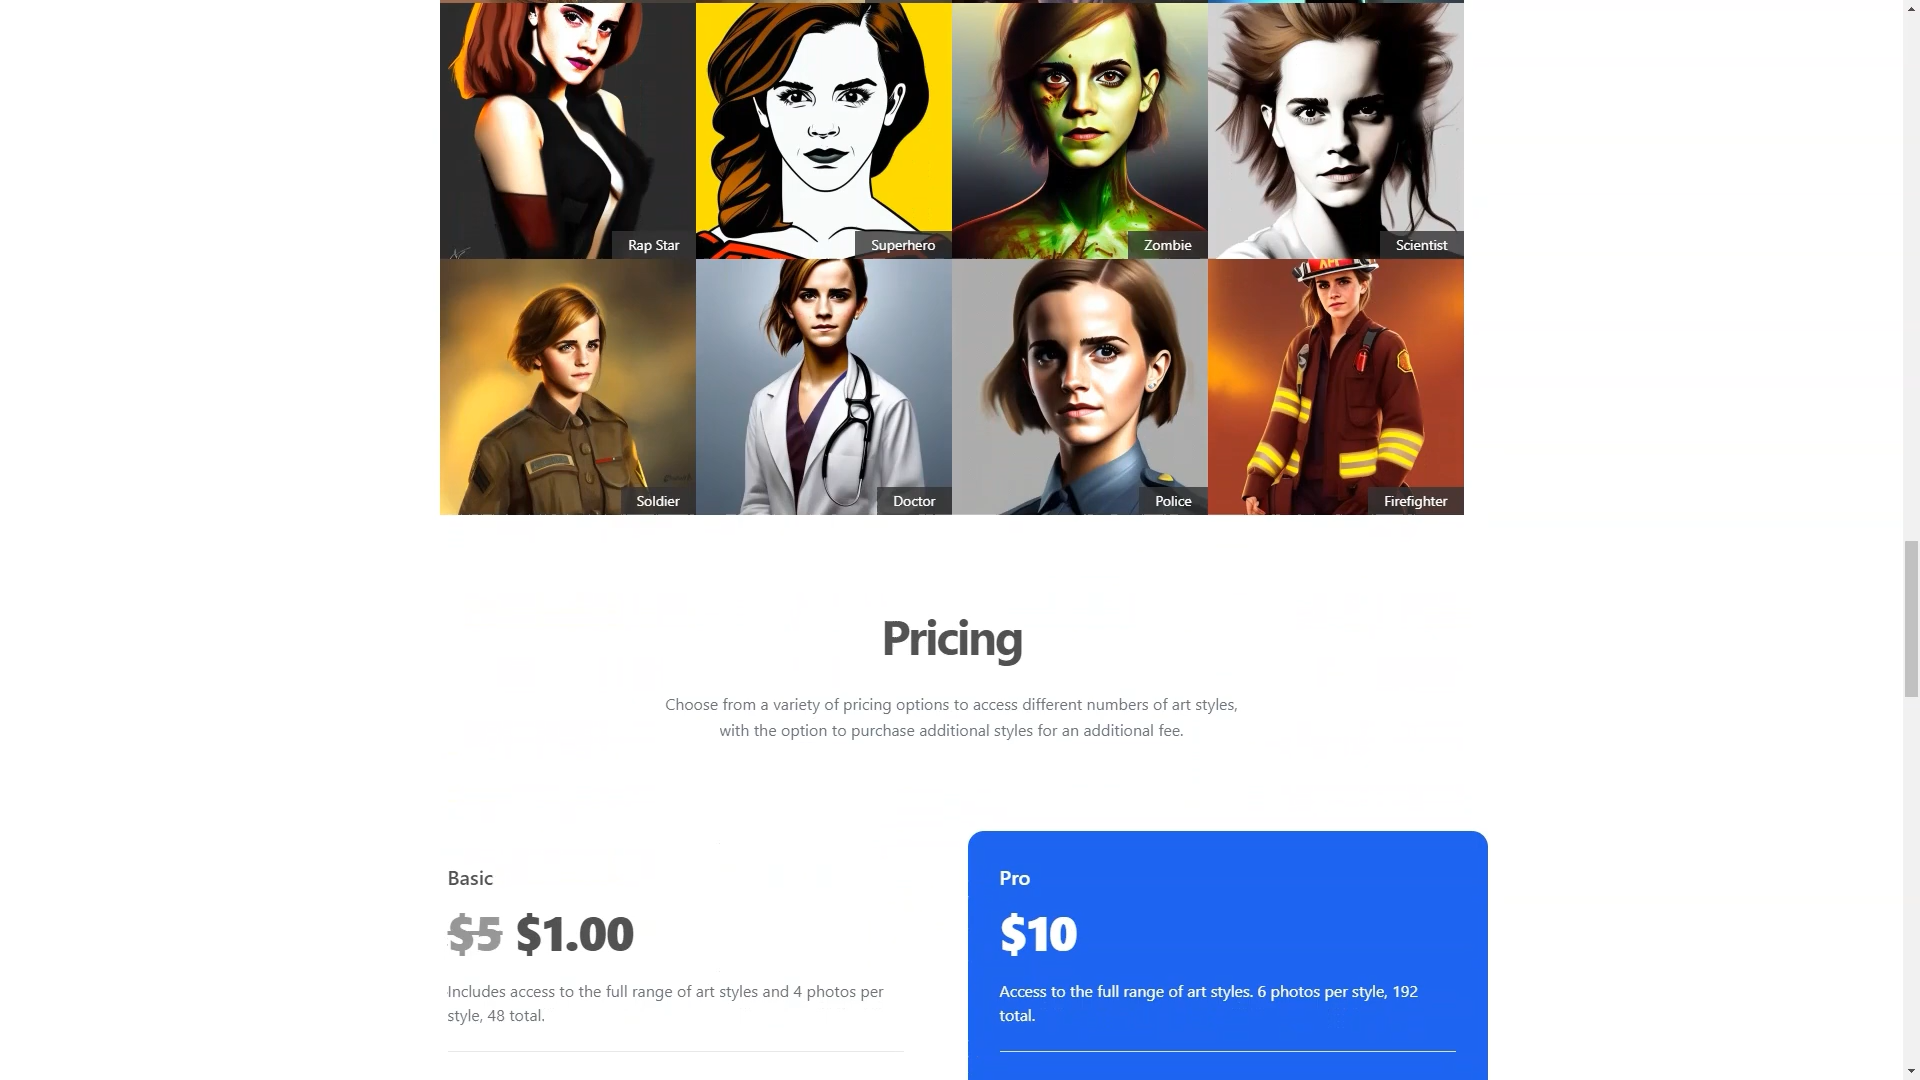 Rap Star
Superhero
Zombie
Scientist
Soldier
Doctor
Police
Firefighter
Pricing
Choose from a variety of pricing options to access different numbers of art styles,
with the option to purchase additional styles for an additional fee.
Basic
$5 $1.00
Includes access to the full range of art styles and 4 photos per
style, 48 total.
Pro
$10
Access to the full range of art styles. 6 photos per style, 192
total.